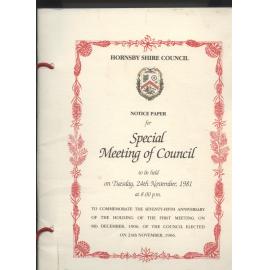 HORNSBY SHIRE COUNCIL
NOTICE PAPER
for
Special
Meeting of Council
to be held
on Tuesday, 24th November, 1981
at 8.00 p.m.
TO COMMEMORATE THE SEVENTY-FIFTH ANNIVERSARY
OF THE HOLDING OF THE FIRST MEETING ON
8th DECEMBER, 1906, OF THE COUNCIL ELECTED
ON 24th NOVEMBER, 1906.